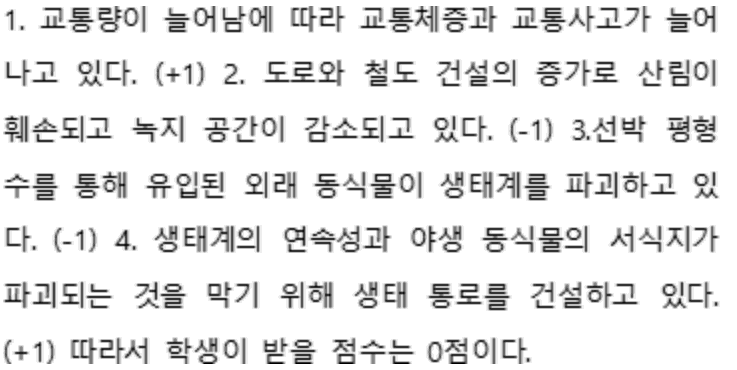 1. 교통량이 늘어남에 따라 교통체증과 교통사고가 늘어
나고 있다. (+1) 2. 도로와 철도 건설의 증가로 산림이
훼손되고 녹지 공간이 감소되고 있다. (-1) 3.선박 평형
수를 통해 유입된 외래 동식물이 생태계를 파괴하고 있
다. (-1) 4. 생태계의 연속성과 야생 동식물의 서식지가
파괴되는 것을 막기 위해 생태 통로를 건설하고 있다.
(+1) 따라서 학생이 받을 점수는 0점이다.